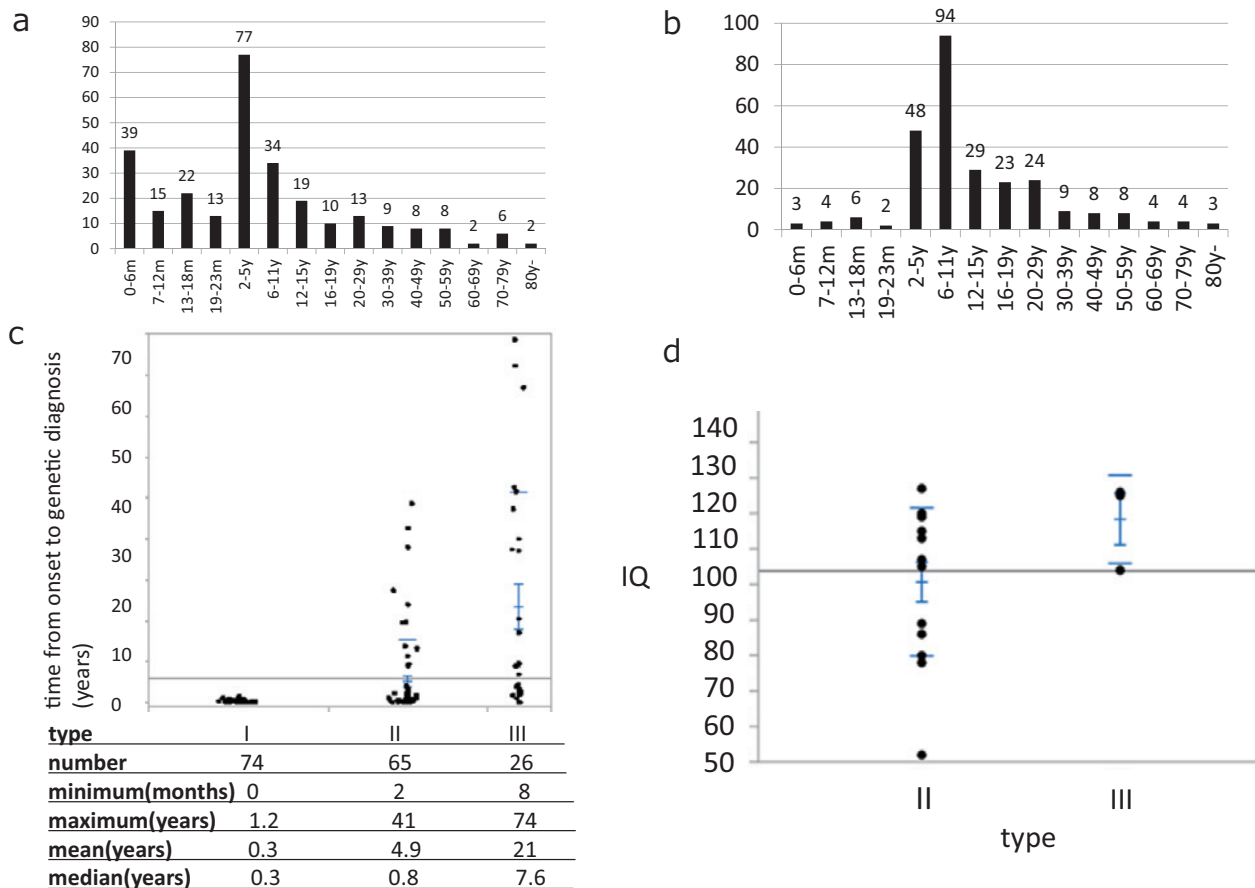 a
90
80
70
60
50
40
30
20
10
0
39
15
22
13
77
34
19
10
13
9
8
8
2
6
2
0-6m
7-12m
13-18m
19-23m
2-5y
6-11y
12-15y
16-19y
20-29y
30-39y
40-49y
50-59y
60-69y
70-79y
80y-
b
100
80
60
40
20
0
3
4
6
2
48
94
29
23
24
9
8
8
4
4
3
0-6m
7-12m
13-18m
19-23m
2-5y
6-11y
12-15y
16-19y
20-29y
30-39y
40-49y
50-59y
60-69y
70-79y
80y-
c
time from onset to genetic diagnosis
(years)
70
60
50
40
30
20
10
0
type I II III
number 74 65 26
minimum(months) 0 2 8
maximum(years) 1.2 41 74
mean(years) 0.3 4.9 21
median(years) 0.3 0.8 7.6
d
IQ
140
130
120
110
100
90
80
70
60
50
II III
type